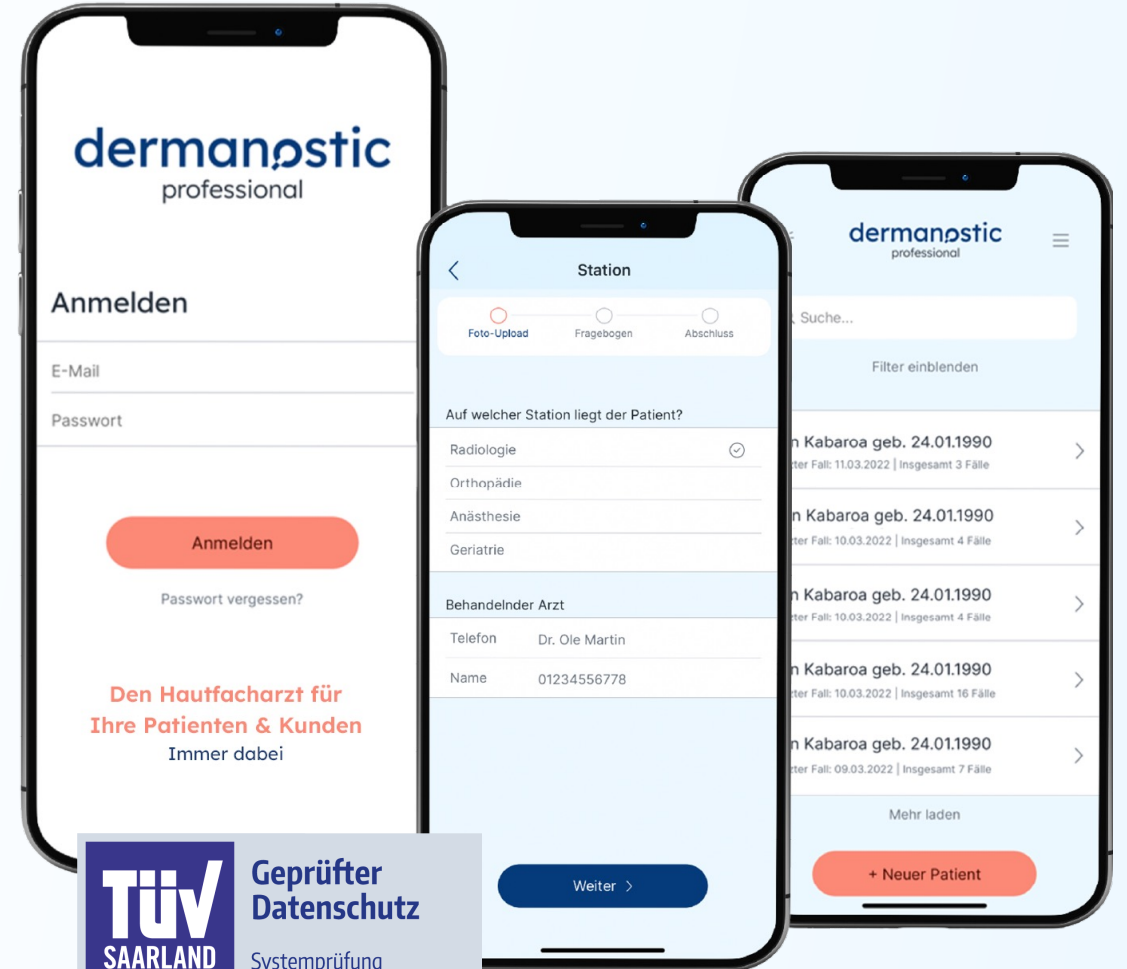 dermanostic
professional
Anmelden
E-Mail
Passwort
Anmelden
Passwort vergessen?
Den Hautfacharzt für
Ihre Patienten & Kunden
Immer dabei
Station
Foto-Upload Fragebogen Abschluss
Auf welcher Station liegt der Patient?
Radiologie
Orthopädie
Anästhesie
Geriatrie
Behandelnder Arzt
Telefon Dr. Ole Martin
Name 01234556778
Weiter >
dermanostic
professional
Suche...
Filter einblenden
Kabaroa geb. 24.01.1990
Fall: 11.03.2022 | Insgesamt 3 Fälle
Kabaroa geb. 24.01.1990
Fall: 10.03.2022 | Insgesamt 4 Fälle
Kabaroa geb. 24.01.1990
Fall: 10.03.2022 | Insgesamt 4 Fälle
Kabaroa geb. 24.01.1990
Fall: 10.03.2022 | Insgesamt 16 Fälle
Kabaroa geb. 24.01.1990
Fall: 09.03.2022 | Insgesamt 7 Fälle
Mehr laden
+ Neuer Patient
TÜV
SAARLAND
Geprüfter
Datenschutz
Systemprüfung